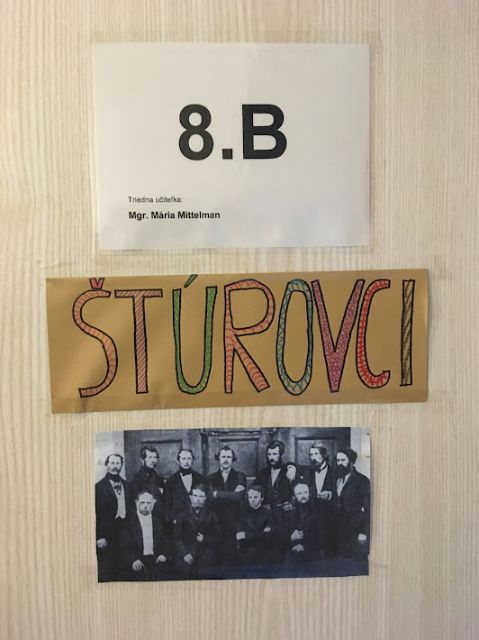 8.B
Triedna učiteľka:
Mgr. Mária Mittelman
ŠTÚROVCI